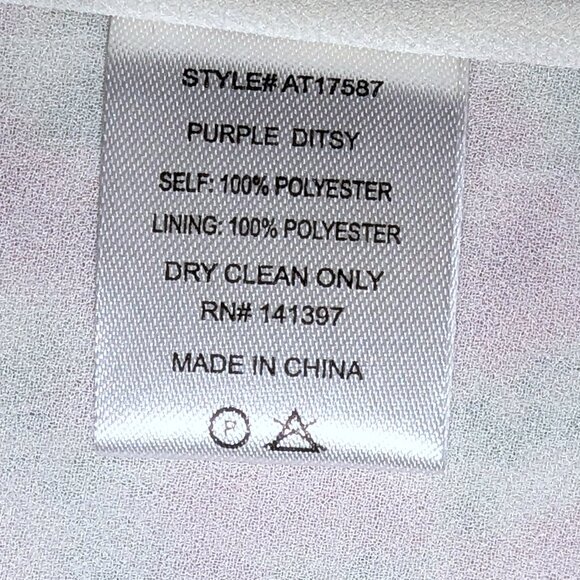 STYLE# AT17587
PURPLE DITSY
SELF: 100% POLYESTER
LINING: 100% POLYESTER
DRY CLEAN ONLY
RN# 141397
MADE IN CHINA
P